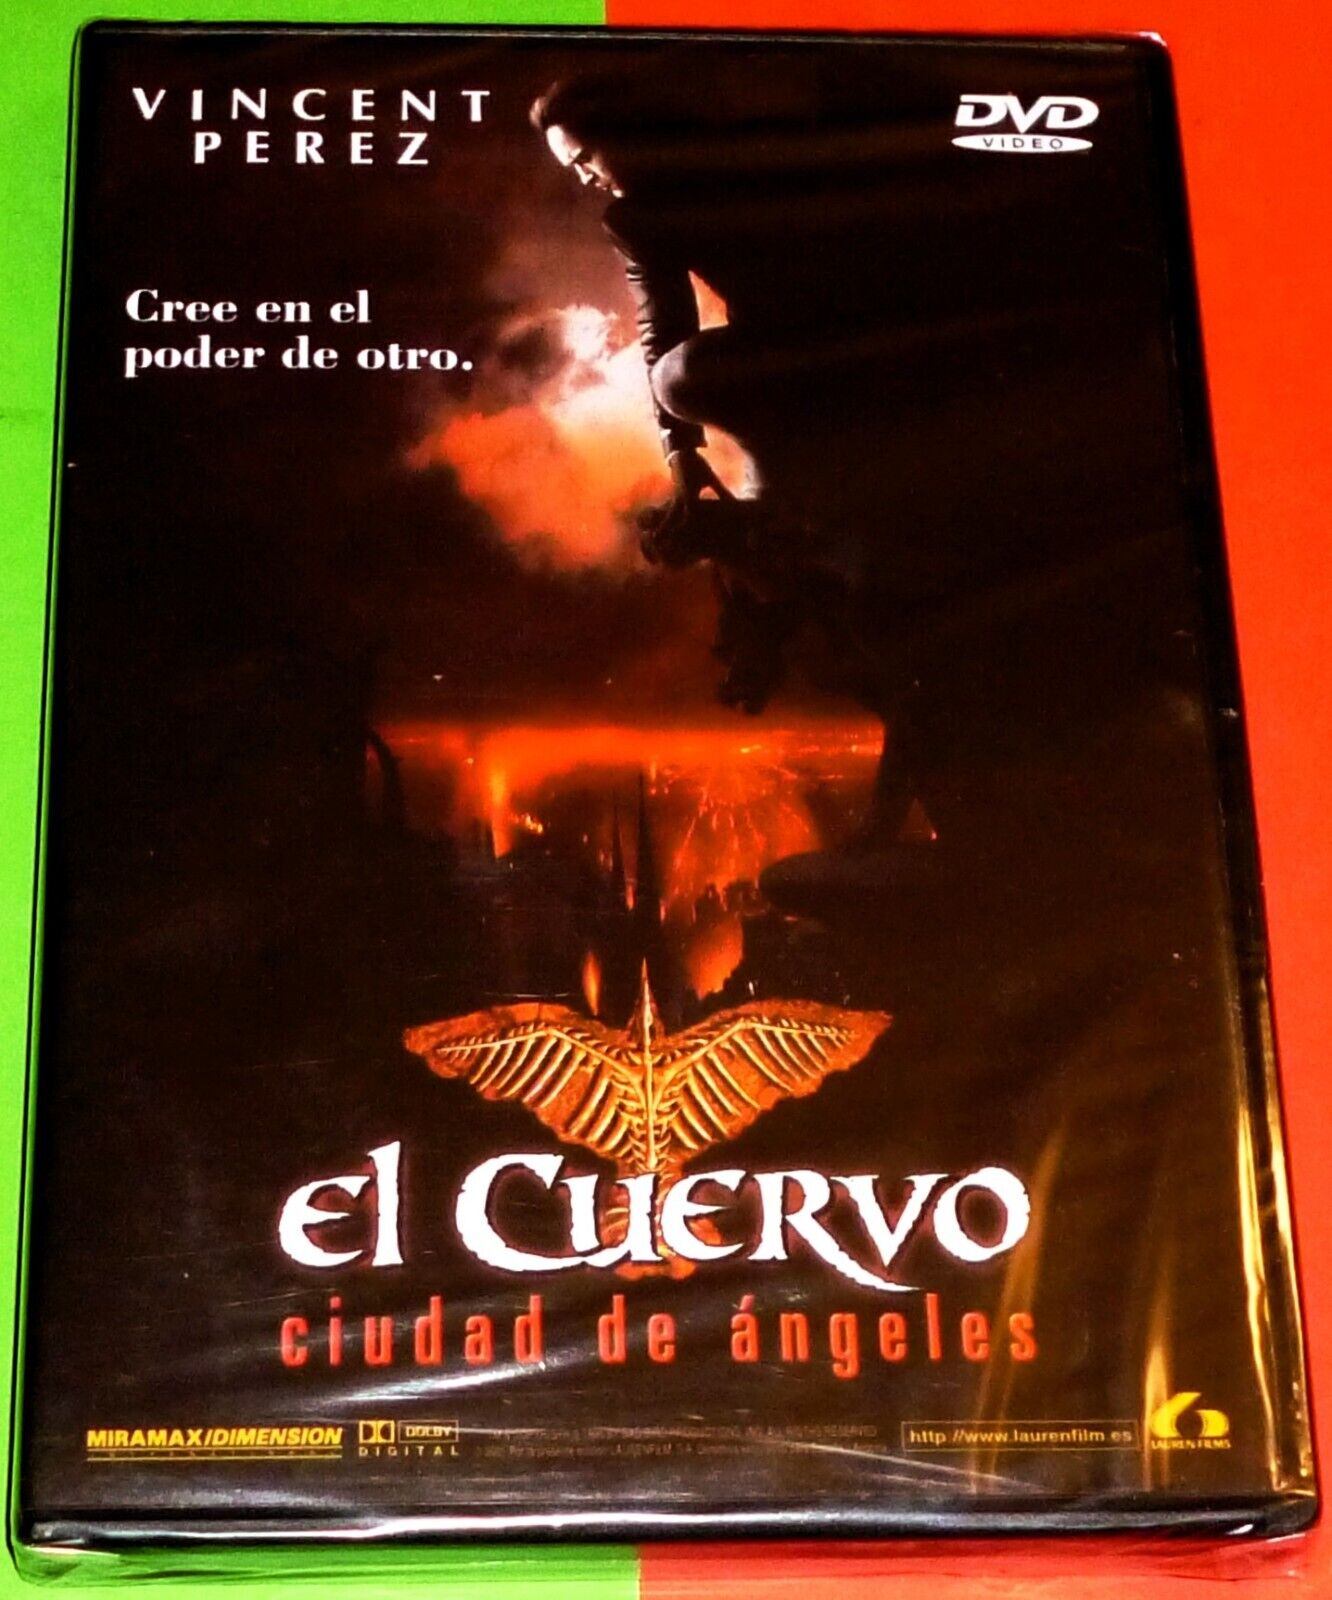 VINCENT
PEREZ
DVD
VIDEO
Cree en el
poder de otro.
el CUERVO
ciudad de ángeles
MIRAMAX/DIMENSION
DOLBY
DIGITAL
http://www.laurenfilm.es
LAUREN FILMS